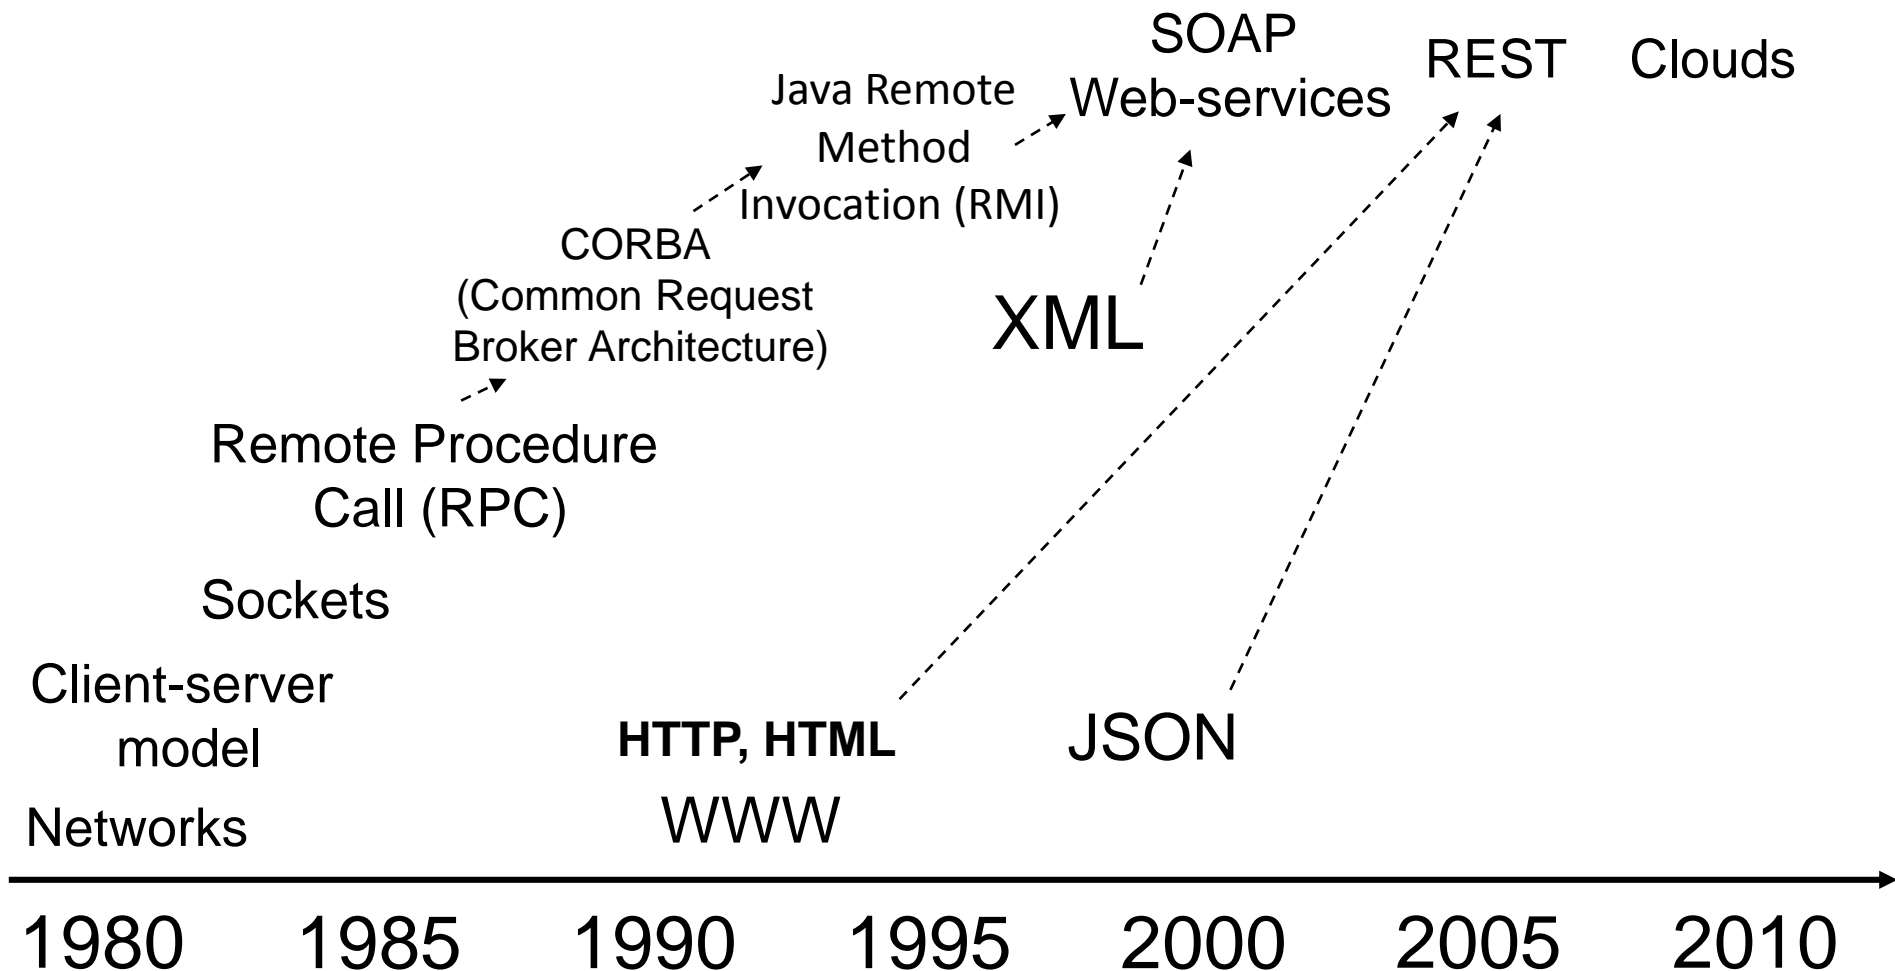 SOAP
Web-services
REST
Clouds
Java Remote
Method
Invocation (RMI)
CORBA
(Common Request
Broker Architecture)
XML
Remote Procedure
Call (RPC)
Sockets
Client-server
model
HTTP, HTML
JSON
Networks
WWW
1980
1985
1990
1995
2000
2005
2010